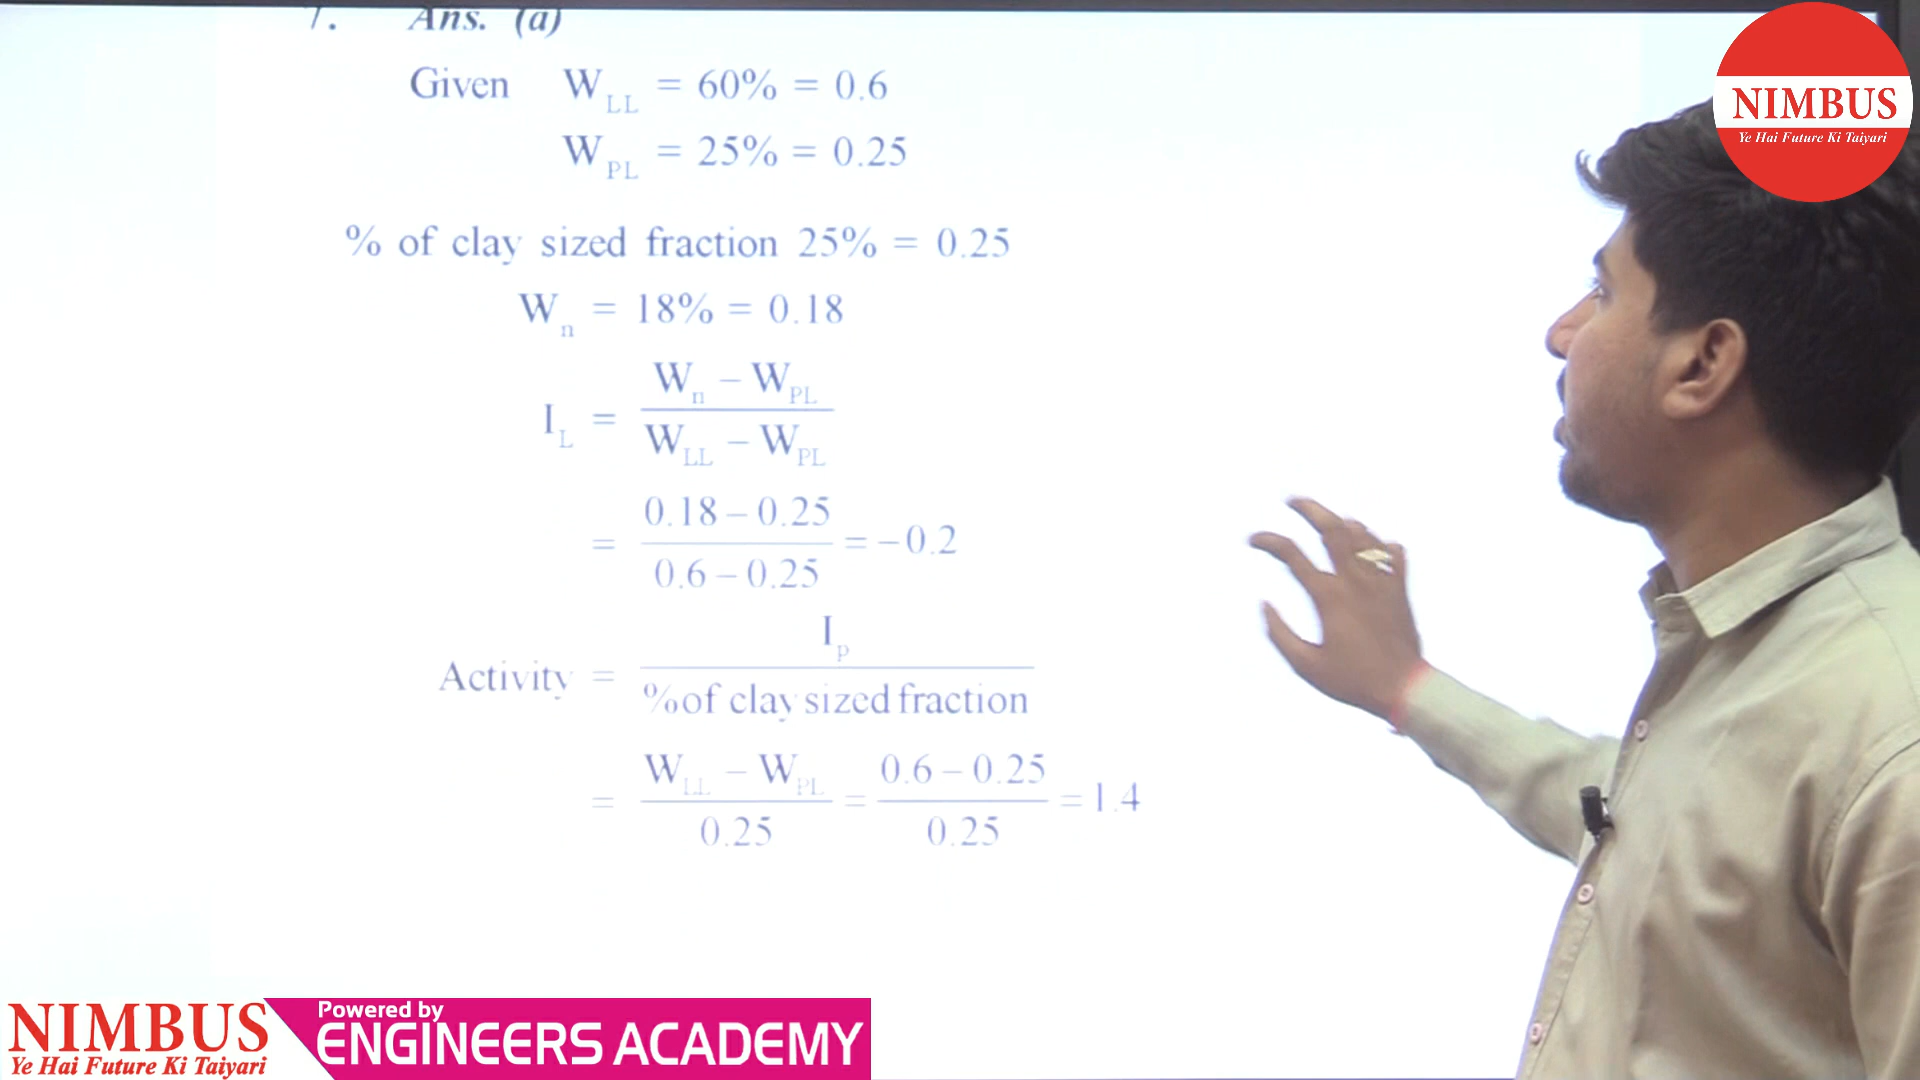 7. Ans. (a)
Given W_LL = 60% = 0.6
W_PL = 25% = 0.25
% of clay sized fraction 25% = 0.25
W_n = 18% = 0.18
I_L = (W_n – W_PL) / (W_LL – W_PL)
= (0.18 – 0.25) / (0.6 – 0.25) = –0.2
Activity = I_p / % of clay sized fraction
= (W_LL – W_PL) / 0.25 = (0.6 – 0.25) / 0.25 = 1.4
NIMBUS
Ye Hai Future Ki Taiyari
NIMBUS
Ye Hai Future Ki Taiyari
Powered by
ENGINEERS ACADEMY